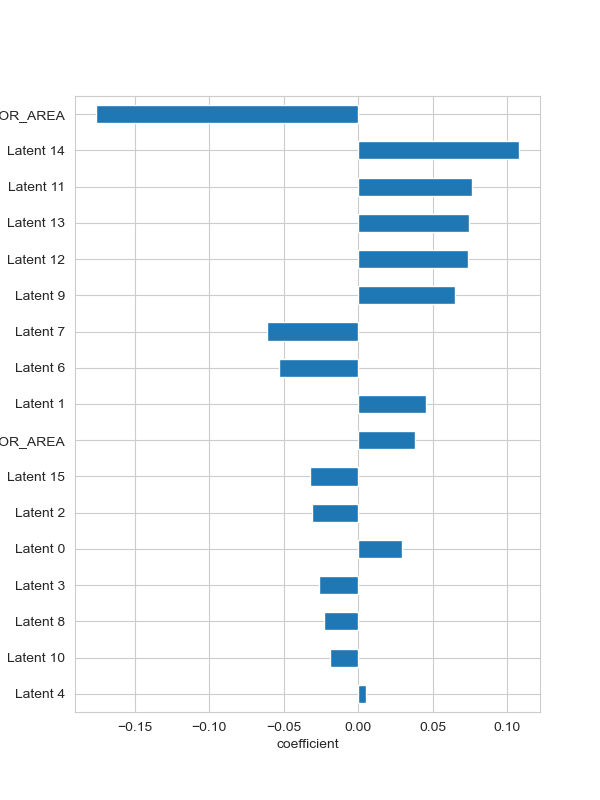 OR_AREA
Latent 14
Latent 11
Latent 13
Latent 12
Latent 9
Latent 7
Latent 6
Latent 1
OR_AREA
Latent 15
Latent 2
Latent 0
Latent 3
Latent 8
Latent 10
Latent 4
−0.15 −0.10 −0.05 0.00 0.05 0.10
coefficient